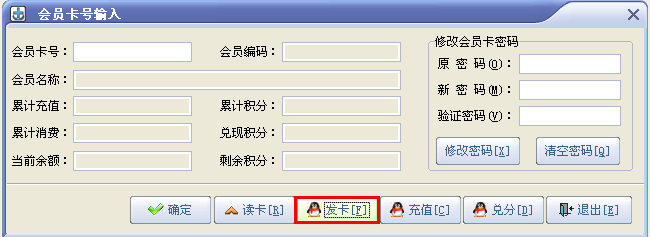 会员卡号输入
会员卡号： 会员编码：
会员名称：
累计充值： 累计积分：
累计消费： 兑现积分：
当前余额： 剩余积分：
修改会员卡密码
原 密 码(O)：
新 密 码(M)：
验证密码(V)：
修改密码[X] 清空密码[Q]
确定 读卡[R] 发卡[F] 充值[C] 兑分[D] 退出[E]